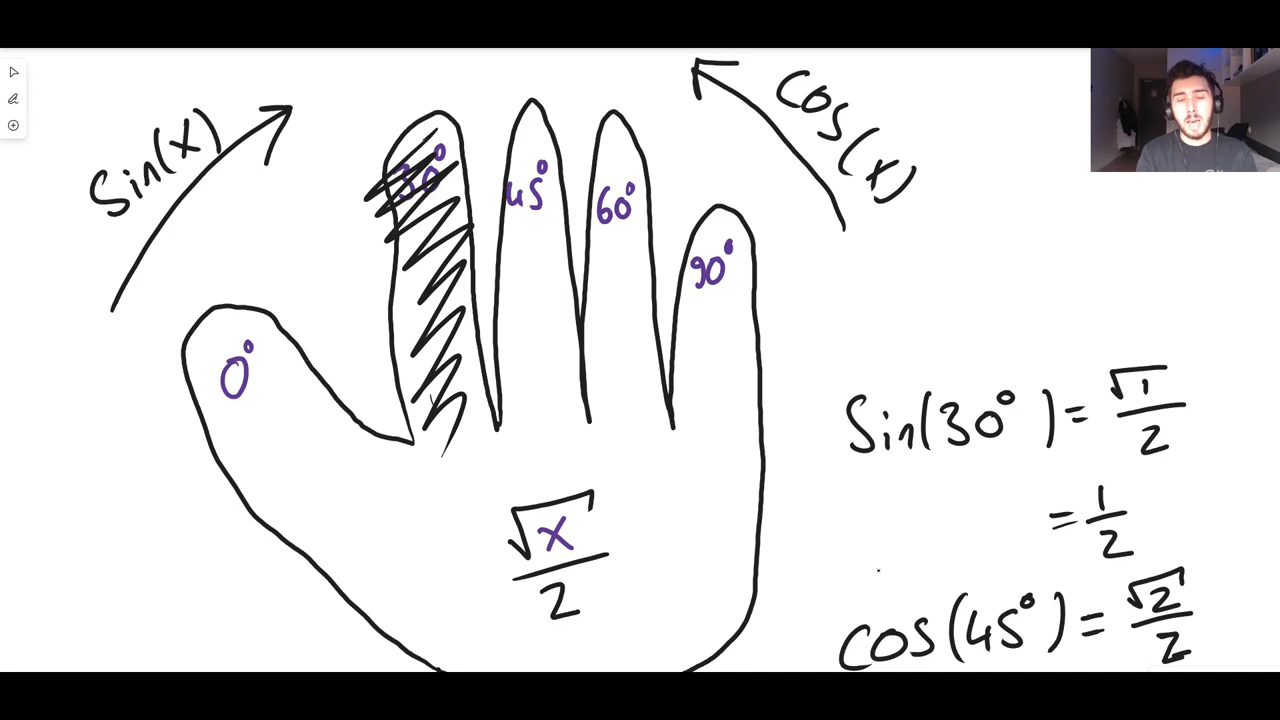 Sin(x)
cos(x)
30°
45°
60°
90°
0°
Sin(30°) = √1/2
= 1/2
√x/2
cos(45°) = √2/2